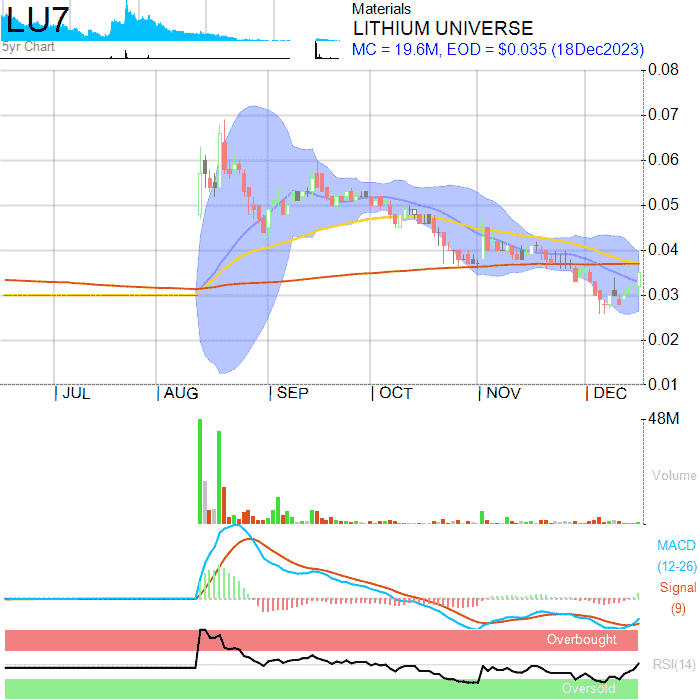 LU7
5yr Chart
Materials
LITHIUM UNIVERSE
MC = 19.6M, EOD = $0.035 (18Dec2023)
0.08
0.07
0.06
0.05
0.04
0.03
0.02
0.01
JUL AUG SEP OCT NOV DEC
48M
Volume
MACD
(12-26)
Signal
(9)
Overbought
RSI(14)
Oversold